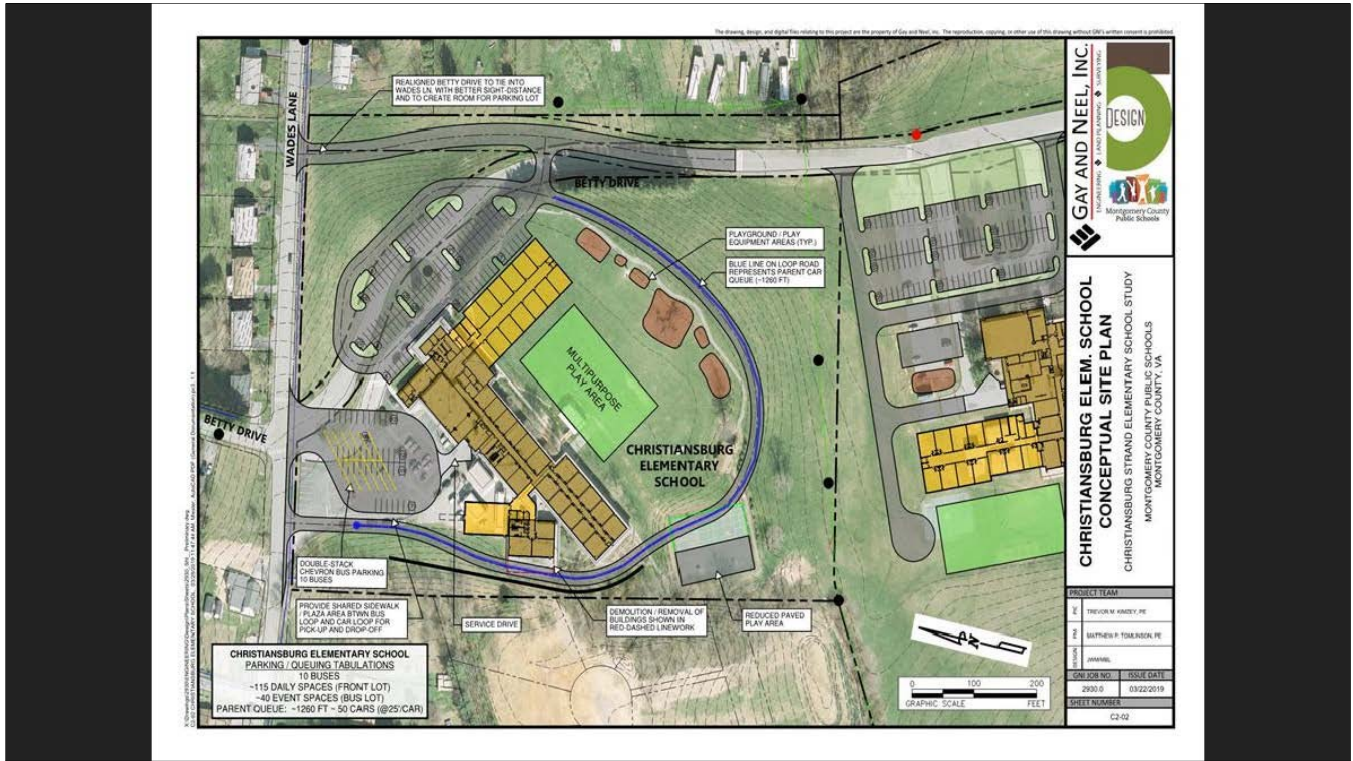 The drawing, design, and digital files relating to this project are the property of Gay and Neel, Inc. The reproduction, copying, or other use of this drawing without GNI's written consent is prohibited.
REALIGNED BETTY DRIVE TO TIE INTO
WADES LN. WITH BETTER SIGHT-DISTANCE
AND TO CREATE ROOM FOR PARKING LOT
WADES LANE
BETTY DRIVE
PLAYGROUND / PLAY
EQUIPMENT AREAS (TYP.)
BLUE LINE ON LOOP ROAD
REPRESENTS PARENT CAR
QUEUE (~1260 FT)
MULTIPURPOSE
PLAY AREA
CHRISTIANSBURG
ELEMENTARY
SCHOOL
BETTY DRIVE
DOUBLE-STACK
CHEVRON BUS PARKING
10 BUSES
PROVIDE SHARED SIDEWALK
/ PLAZA AREA BTWN BUS
LOOP AND CAR LOOP FOR
PICK-UP AND DROP-OFF
SERVICE DRIVE
DEMOLITION / REMOVAL OF
BUILDINGS SHOWN IN
RED-DASHED LINEWORK
REDUCED PAVED
PLAY AREA
CHRISTIANSBURG ELEMENTARY SCHOOL
PARKING / QUEUING TABULATIONS
10 BUSES
~115 DAILY SPACES (FRONT LOT)
~40 EVENT SPACES (BUS LOT)
PARENT QUEUE: ~1260 FT ~ 50 CARS (@25'/CAR)
0 100 200
GRAPHIC SCALE FEET
GAY AND NEEL, INC.
ENGINEERING LAND PLANNING SURVEYING
DESIGN
Montgomery County
Public Schools
CHRISTIANSBURG ELEM. SCHOOL
CONCEPTUAL SITE PLAN
CHRISTIANSBURG STRAND ELEMENTARY SCHOOL STUDY
MONTGOMERY COUNTY PUBLIC SCHOOLS
MONTGOMERY COUNTY, VA
PROJECT TEAM
PIC TREVOR M. KIMZEY, PE
PM MATTHEW P. TOMLINSON, PE
DESIGN
GNI JOB NO. ISSUE DATE
2930.0 03/22/2019
SHEET NUMBER
C2-02